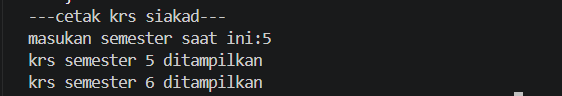 ---cetak krs siakad---
masukan semester saat ini:5
krs semester 5 ditampilkan
krs semester 6 ditampilkan